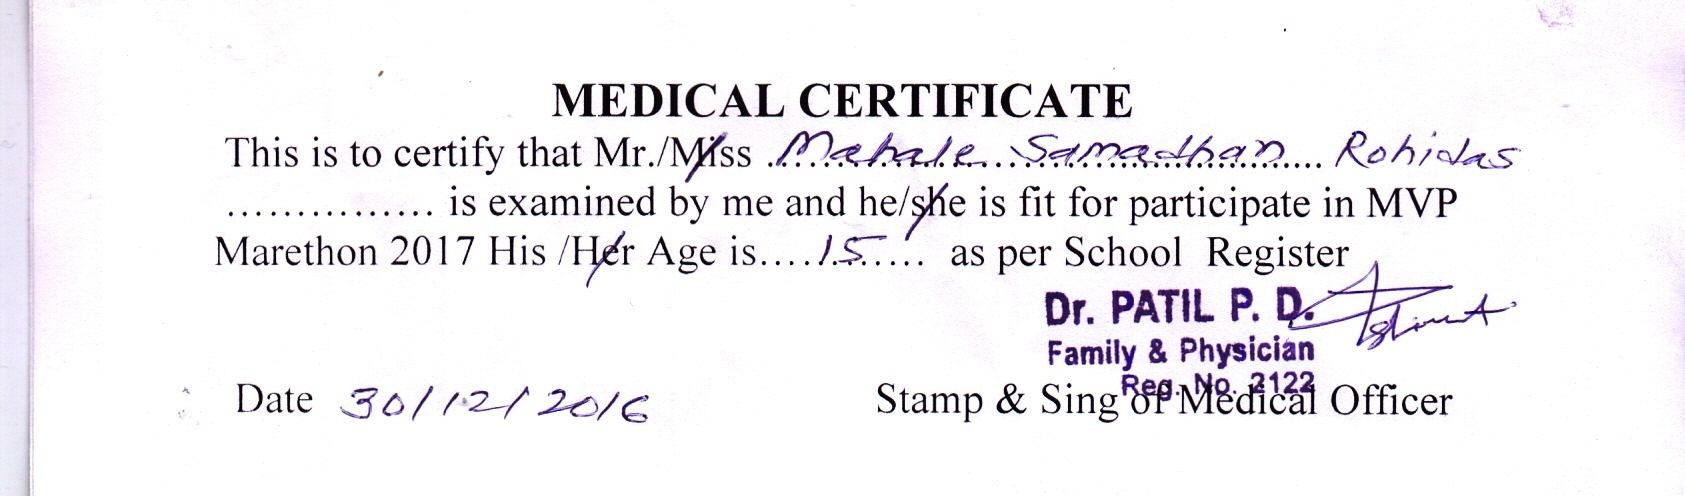 MEDICAL CERTIFICATE
This is to certify that Mr./Miss ......Mahale Samadhan...... Rohidas
............... is examined by me and he/she is fit for participate in MVP
Marethon 2017 His /Her Age is....15....... as per School Register
Dr. PATIL P. D.
Family & Physician
Reg. No. 2122
Date 30/12/2016 Stamp & Sing of Medical Officer